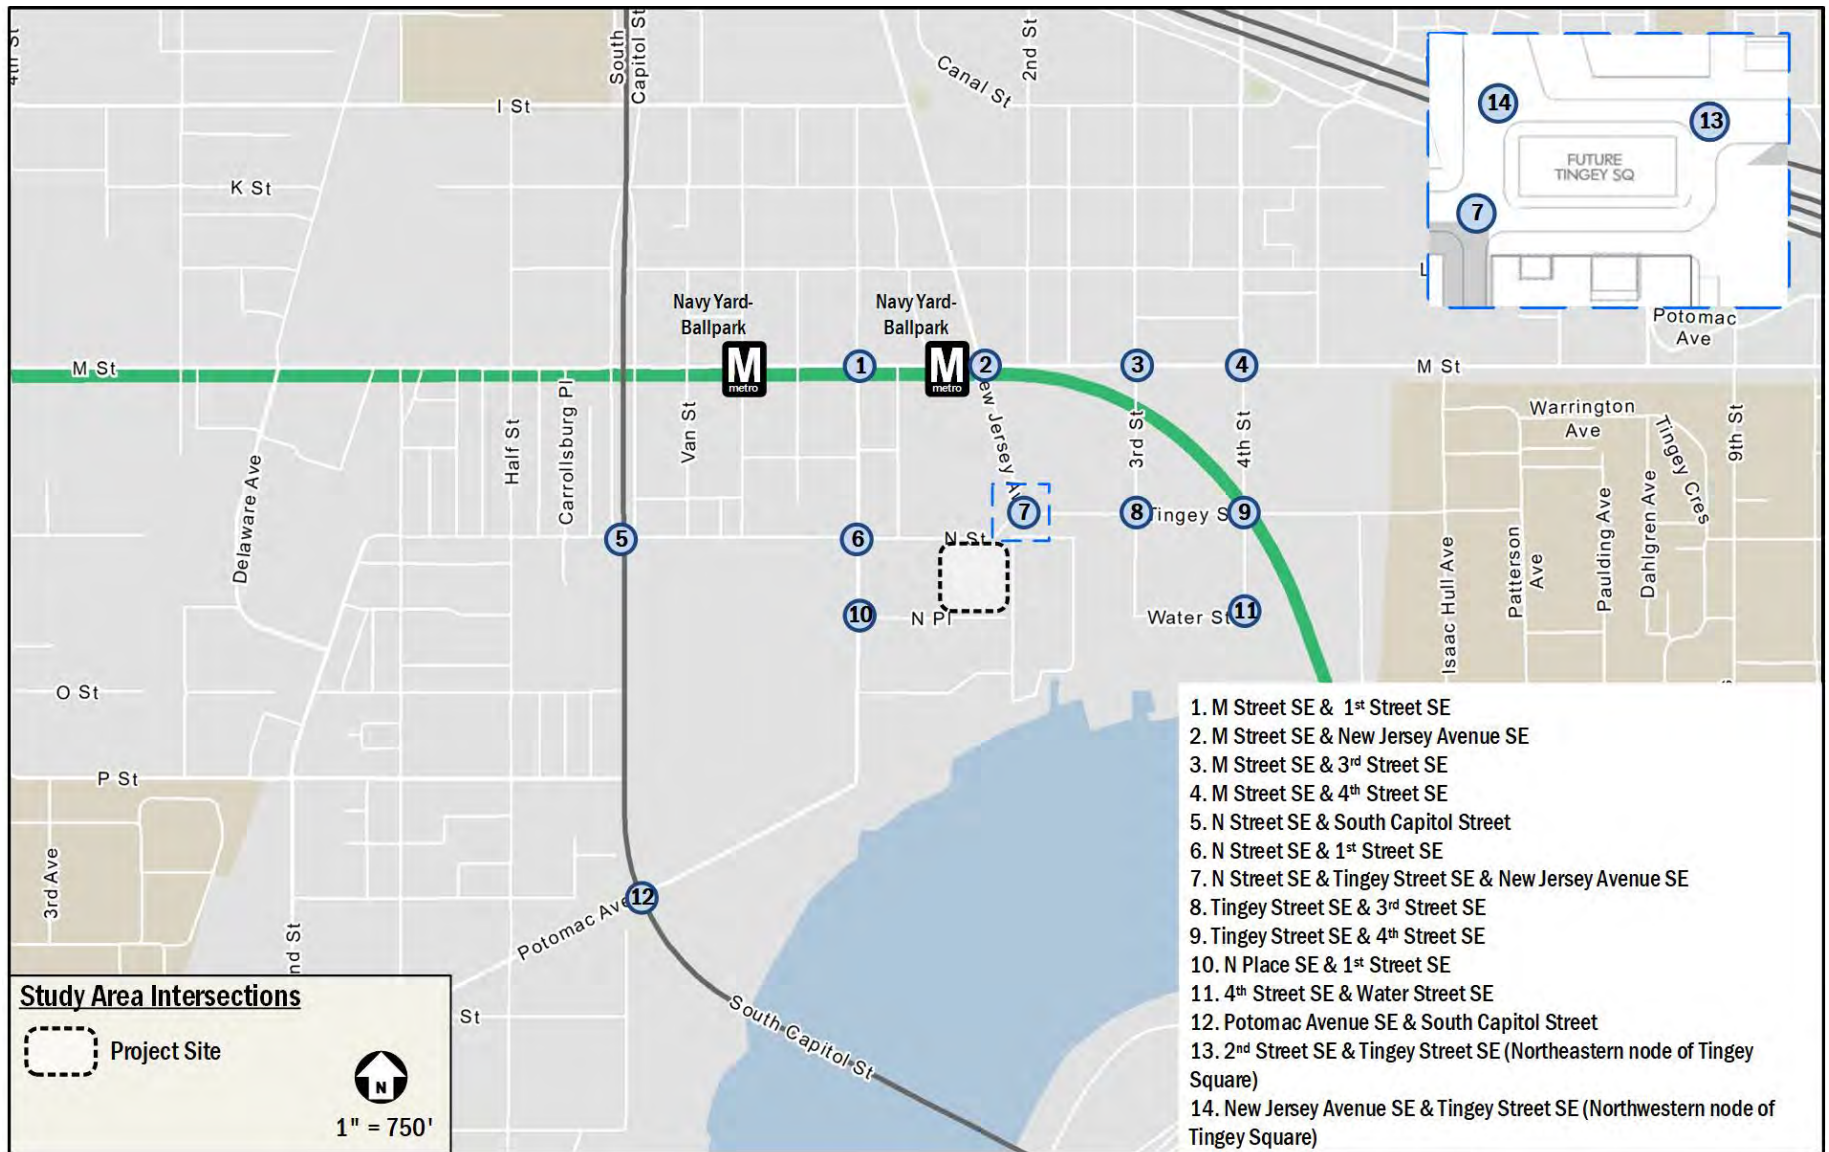 4th St
South
Capitol St
2nd St
Canal St
I St
K St
14
13
FUTURE
TINGEY SQ
7
L
Potomac
Ave
Navy Yard-
Ballpark
Navy Yard-
Ballpark
M St
M
metro
1
M
metro
2
3
4
M St
Warrington
Ave
Tingey Cres
9th St
Half St
Carrollsburg Pl
Van St
New Jersey Av
3rd St
4th St
Delaware Ave
5
6
N St
7
8
Tingey S
9
Isaac Hull Ave
Patterson
Ave
Paulding Ave
Dahlgren Ave
10
N Pl
Water St
11
O St
P St
3rd Ave
nd St
12
Potomac Ave
South Capitol St
St
1. M Street SE & 1st Street SE
2. M Street SE & New Jersey Avenue SE
3. M Street SE & 3rd Street SE
4. M Street SE & 4th Street SE
5. N Street SE & South Capitol Street
6. N Street SE & 1st Street SE
7. N Street SE & Tingey Street SE & New Jersey Avenue SE
8. Tingey Street SE & 3rd Street SE
9. Tingey Street SE & 4th Street SE
10. N Place SE & 1st Street SE
11. 4th Street SE & Water Street SE
12. Potomac Avenue SE & South Capitol Street
13. 2nd Street SE & Tingey Street SE (Northeastern node of Tingey
Square)
14. New Jersey Avenue SE & Tingey Street SE (Northwestern node of
Tingey Square)
Study Area Intersections
Project Site
N
1" = 750'